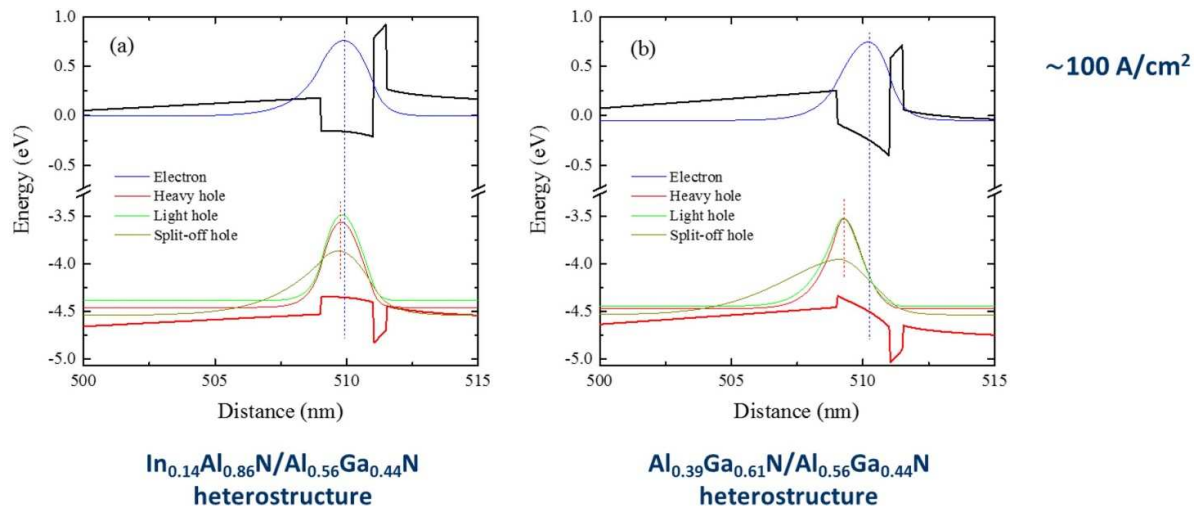 (a)
1.0
0.5
0.0
-0.5
-3.5
-4.0
-4.5
-5.0
Energy (eV)
Electron
Heavy hole
Light hole
Split-off hole
500 505 510 515
Distance (nm)
In0.14Al0.86N/Al0.56Ga0.44N
heterostructure
(b)
1.0
0.5
0.0
-0.5
-3.5
-4.0
-4.5
-5.0
Energy (eV)
Electron
Heavy hole
Light hole
Split-off hole
500 505 510 515
Distance (nm)
Al0.39Ga0.61N/Al0.56Ga0.44N
heterostructure
~100 A/cm²